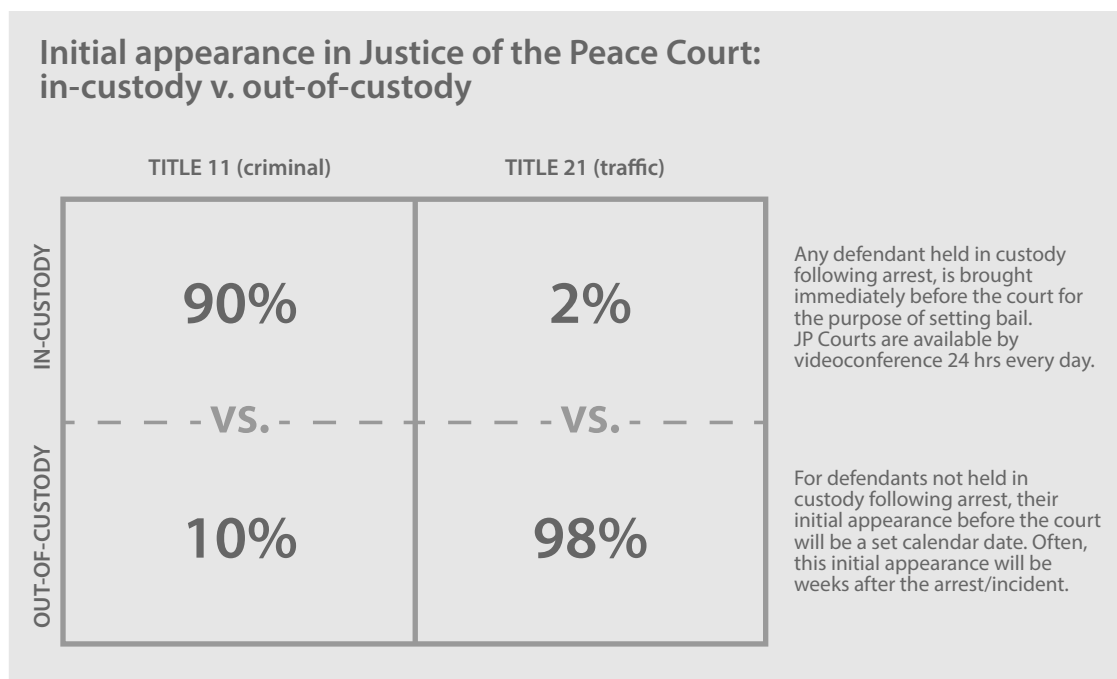 Initial appearance in Justice of the Peace Court:
in-custody v. out-of-custody
TITLE 11 (criminal)
TITLE 21 (traffic)
IN-CUSTODY
90%
2%
Any defendant held in custody
following arrest, is brought
immediately before the court for
the purpose of setting bail.
JP Courts are available by
videoconference 24 hrs every day.
VS.
VS.
OUT-OF-CUSTODY
10%
98%
For defendants not held in
custody following arrest, their
initial appearance before the court
will be a set calendar date. Often,
this initial appearance will be
weeks after the arrest/incident.